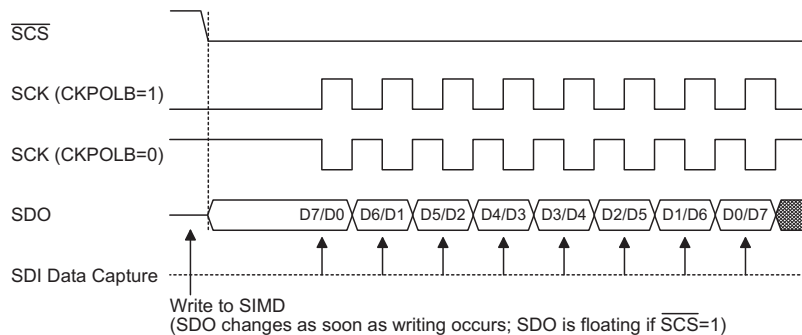 SCS
SCK (CKPOLB=1)
SCK (CKPOLB=0)
SDO
D7/D0 D6/D1 D5/D2 D4/D3 D3/D4 D2/D5 D1/D6 D0/D7
SDI Data Capture
Write to SIMD
(SDO changes as soon as writing occurs; SDO is floating if SCS=1)